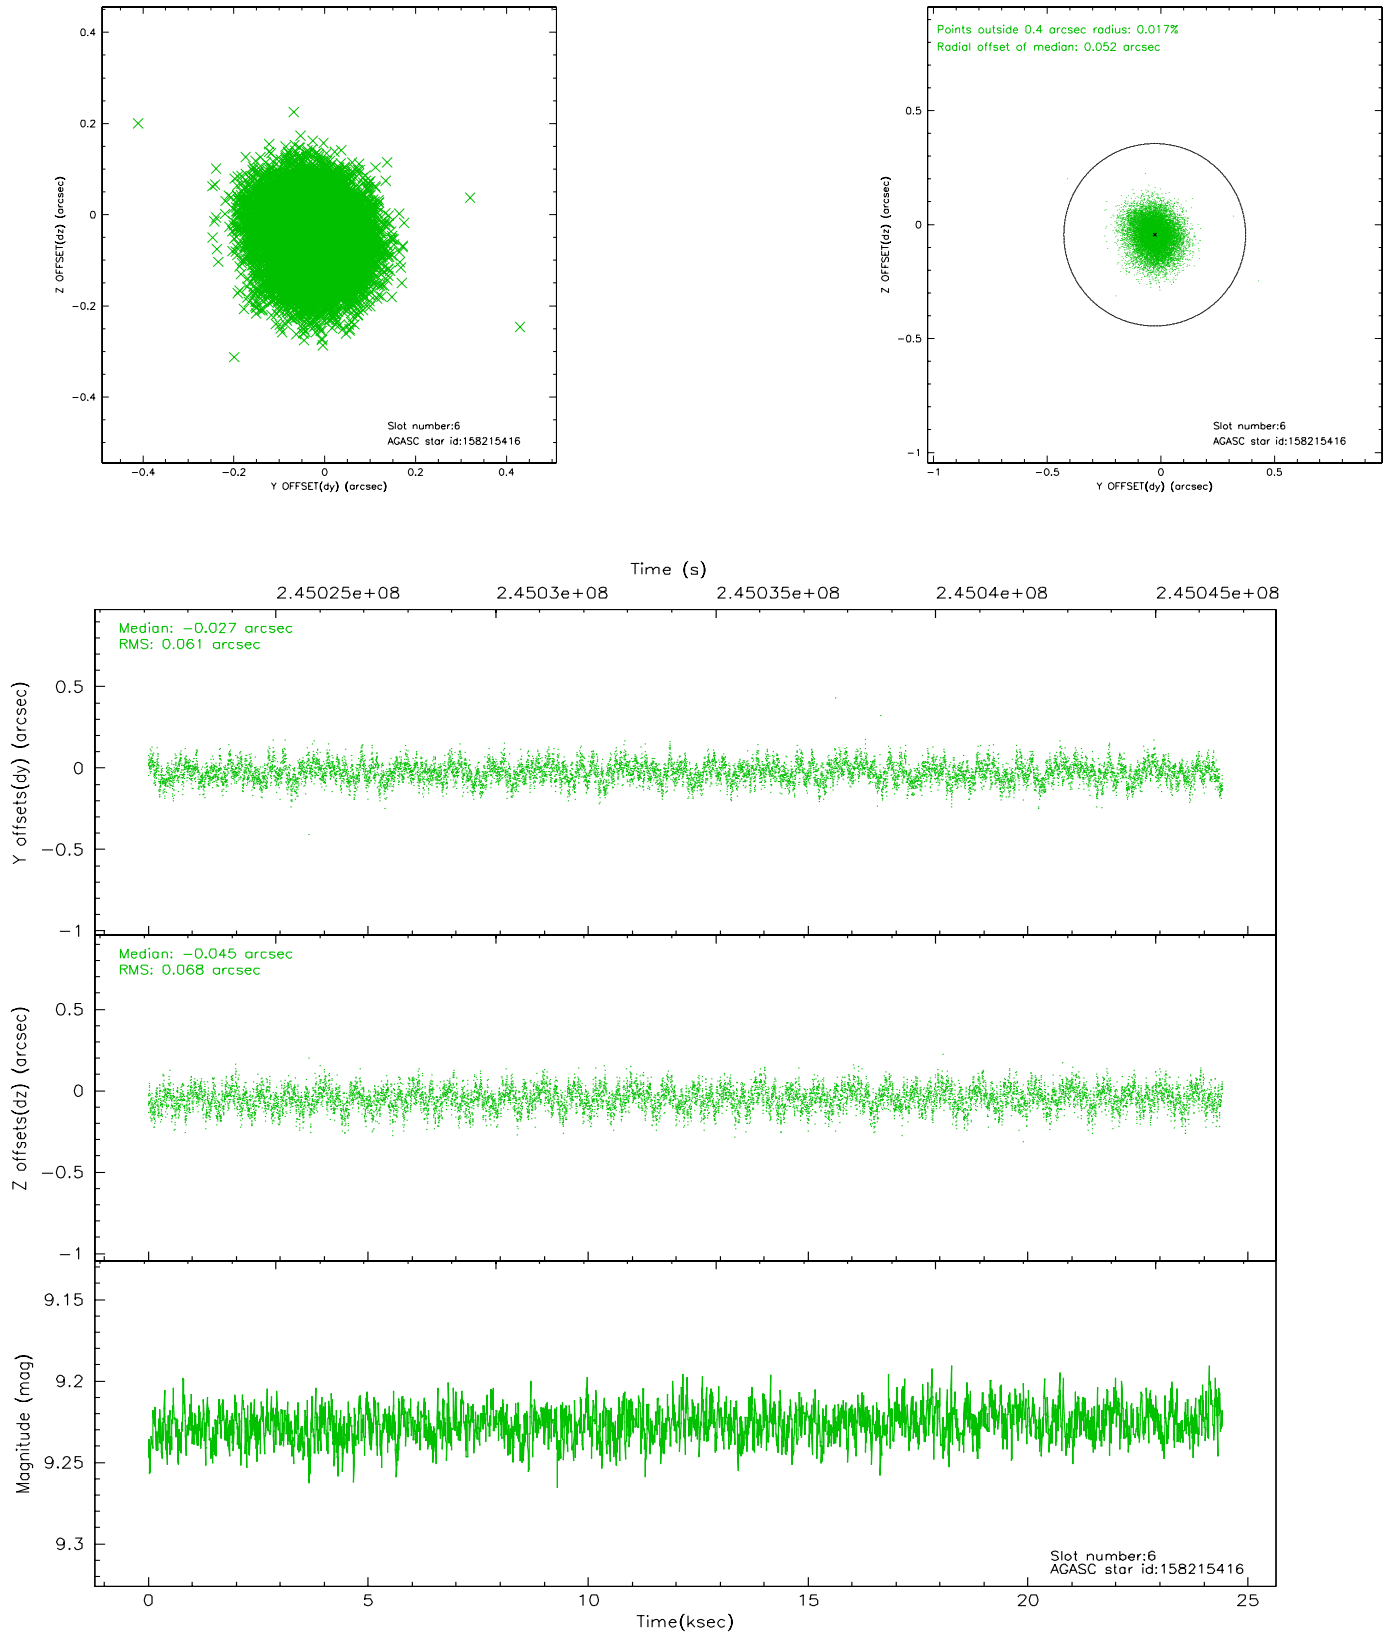 0.4
0.2
0
−0.2
−0.4
Z OFFSET(dz) (arcsec)
Slot number:6
AGASC star id:158215416
−0.4 −0.2 0 0.2 0.4
Y OFFSET(dy) (arcsec)
Points outside 0.4 arcsec radius: 0.017%
Radial offset of median: 0.052 arcsec
0.5
0
−0.5
−1
Z OFFSET(dz) (arcsec)
Slot number:6
AGASC star id:158215416
−1 −0.5 0 0.5
Y OFFSET(dy) (arcsec)
Time (s)
2.45025e+08 2.4503e+08 2.45035e+08 2.4504e+08 2.45045e+08
Median: −0.027 arcsec
RMS: 0.061 arcsec
0.5
0
−0.5
−1
Y offsets(dy) (arcsec)
Median: −0.045 arcsec
RMS: 0.068 arcsec
0.5
0
−0.5
−1
Z offsets(dz) (arcsec)
9.15
9.2
9.25
9.3
Magnitude (mag)
Slot number:6
AGASC star id:158215416
0 5 10 15 20 25
Time(ksec)